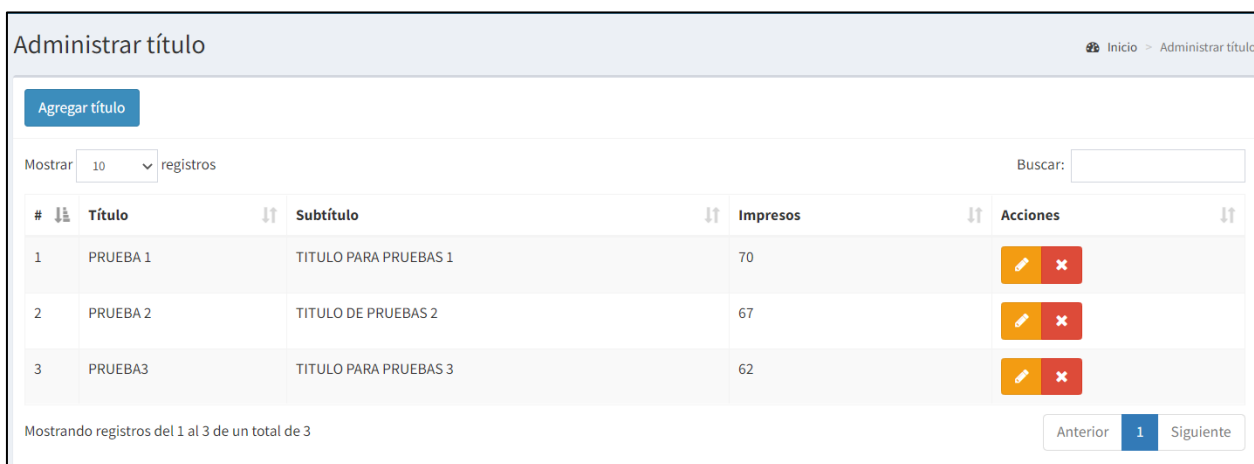 Administrar título
Inicio > Administrar título
Agregar título
Mostrar 10 registros
Buscar:
# Título Subtítulo Impresos Acciones
1 PRUEBA 1 TITULO PARA PRUEBAS 1 70
2 PRUEBA 2 TITULO DE PRUEBAS 2 67
3 PRUEBA3 TITULO PARA PRUEBAS 3 62
Mostrando registros del 1 al 3 de un total de 3
Anterior 1 Siguiente